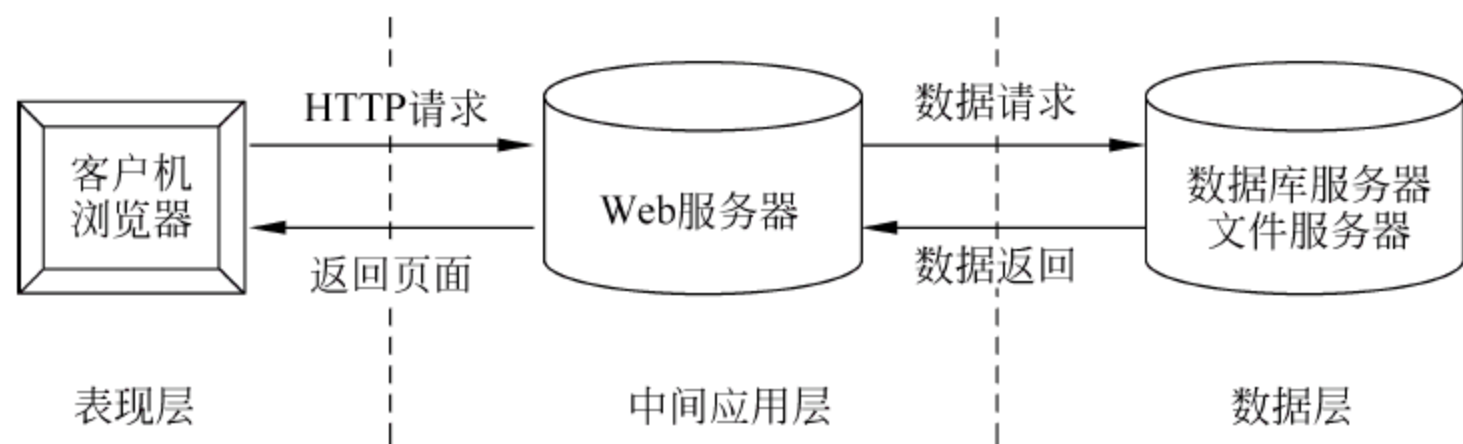 HTTP请求
数据请求
客户机
浏览器
Web服务器
数据库服务器
文件服务器
返回页面
数据返回
表现层
中间应用层
数据层